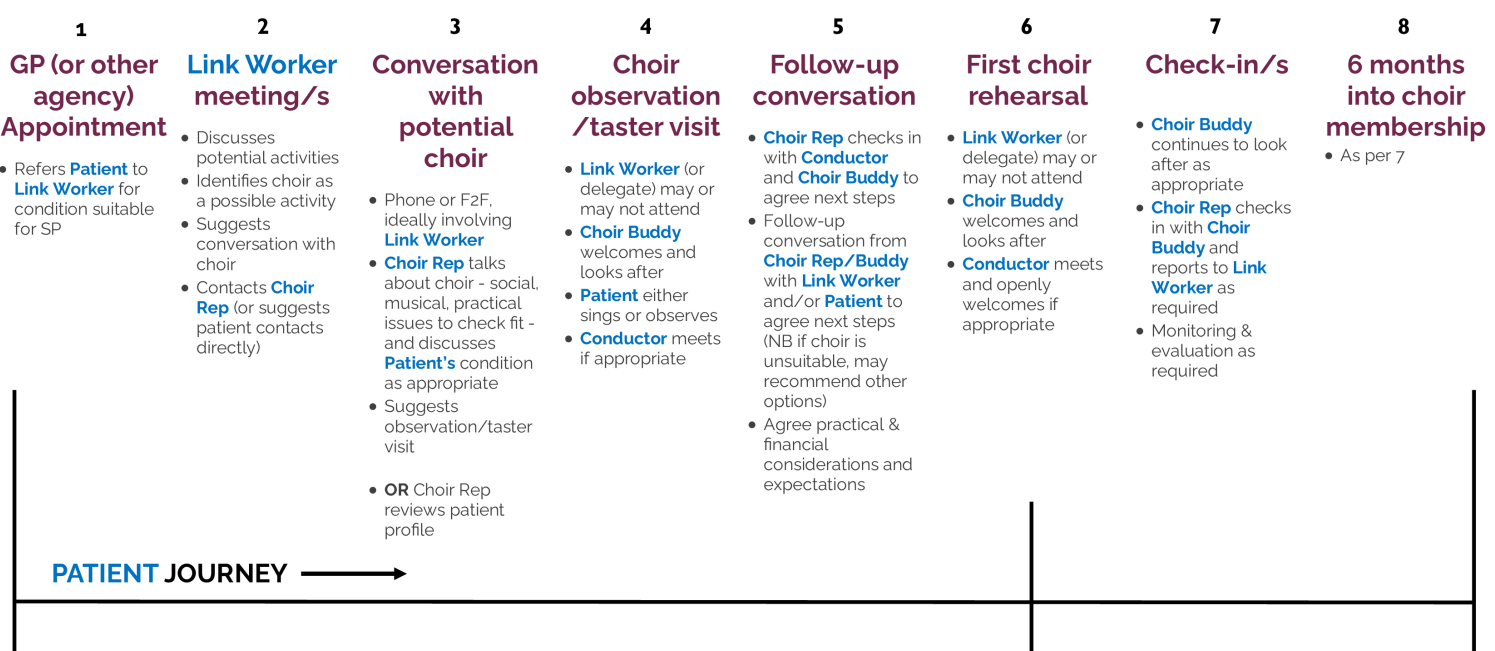 1
GP (or other
agency)
Appointment
• Refers Patient to
Link Worker for
condition suitable
for SP
2
Link Worker
meeting/s
• Discusses
potential activities
• Identifies choir as
a possible activity
• Suggests
conversation with
choir
• Contacts Choir
Rep (or suggests
patient contacts
directly)
3
Conversation
with
potential
choir
• Phone or F2F,
ideally involving
Link Worker
• Choir Rep talks
about choir - social,
musical, practical
issues to check fit -
and discusses
Patient's condition
as appropriate
• Suggests
observation/taster
visit
• OR Choir Rep
reviews patient
profile
4
Choir
observation
/taster visit
• Link Worker (or
delegate) may or
may not attend
• Choir Buddy
welcomes and
looks after
• Patient either
sings or observes
• Conductor meets
if appropriate
5
Follow-up
conversation
• Choir Rep checks
in with Conductor
and Choir Buddy to
agree next steps
• Follow-up
conversation from
Choir Rep/Buddy
with Link Worker
and/or Patient to
agree next steps
(NB if choir is
unsuitable, may
recommend other
options)
• Agree practical &
financial
considerations and
expectations
6
First choir
rehearsal
• Link Worker (or
delegate) may or
may not attend
• Choir Buddy
welcomes and
looks after
• Conductor meets
and openly
welcomes if
appropriate
7
Check-in/s
• Choir Buddy
continues to look
after as
appropriate
• Choir Rep checks
in with Choir
Buddy and
reports to Link
Worker as
required
• Monitoring &
evaluation as
required
8
6 months
into choir
membership
• As per 7
PATIENT JOURNEY